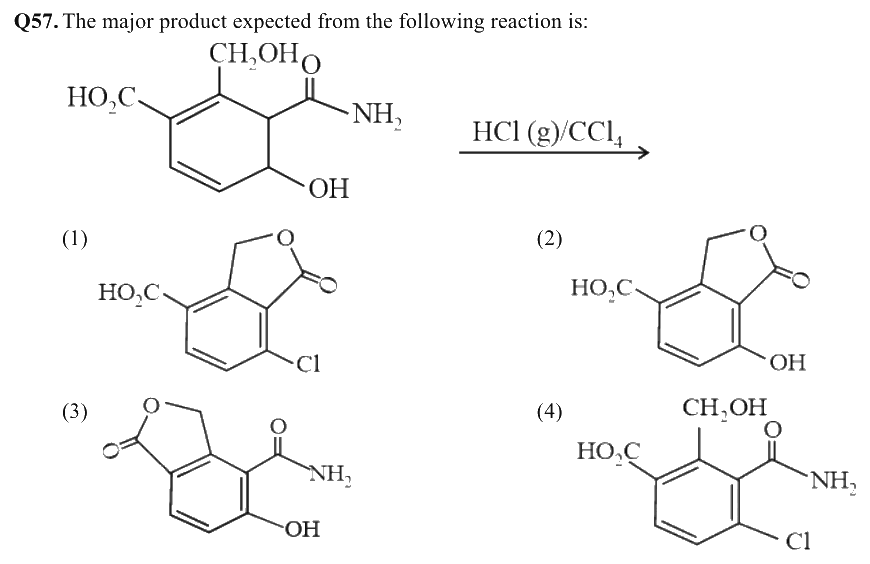 Q57. The major product expected from the following reaction is:
CH₂OH
O
HO₂C
NH₂
HCl (g)/CCl₄
OH
(1)
O
O
HO₂C
Cl
(2)
O
O
HO₂C
OH
(3)
O
O
O
NH₂
OH
(4)
CH₂OH
O
HO₂C
NH₂
Cl